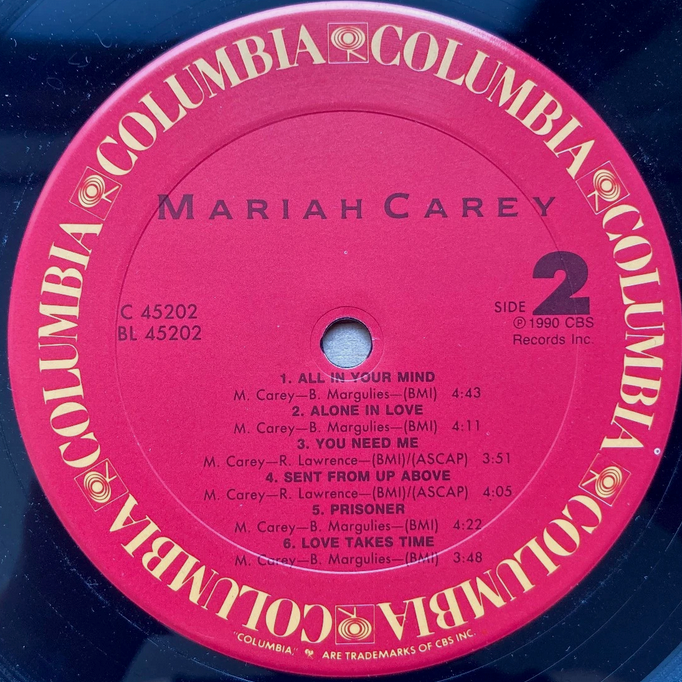 COLUMBIA COLUMBIA COLUMBIA COLUMBIA COLUMBIA COLUMBIA COLUMBIA COLUMBIA
MARIAH CAREY
C 45202
BL 45202
SIDE 2
Ⓟ 1990 CBS
Records Inc.
1. ALL IN YOUR MIND
M. Carey—B. Margulies—(BMI) 4:43
2. ALONE IN LOVE
M. Carey—B. Margulies—(BMI) 4:11
3. YOU NEED ME
M. Carey—R. Lawrence—(BMI)/(ASCAP) 3:51
4. SENT FROM UP ABOVE
M. Carey—R. Lawrence—(BMI)/(ASCAP) 4:05
5. PRISONER
M. Carey—B. Margulies—(BMI) 4:22
6. LOVE TAKES TIME
M. Carey—B. Margulies—(BMI) 3:48
"COLUMBIA," ARE TRADEMARKS OF CBS INC.